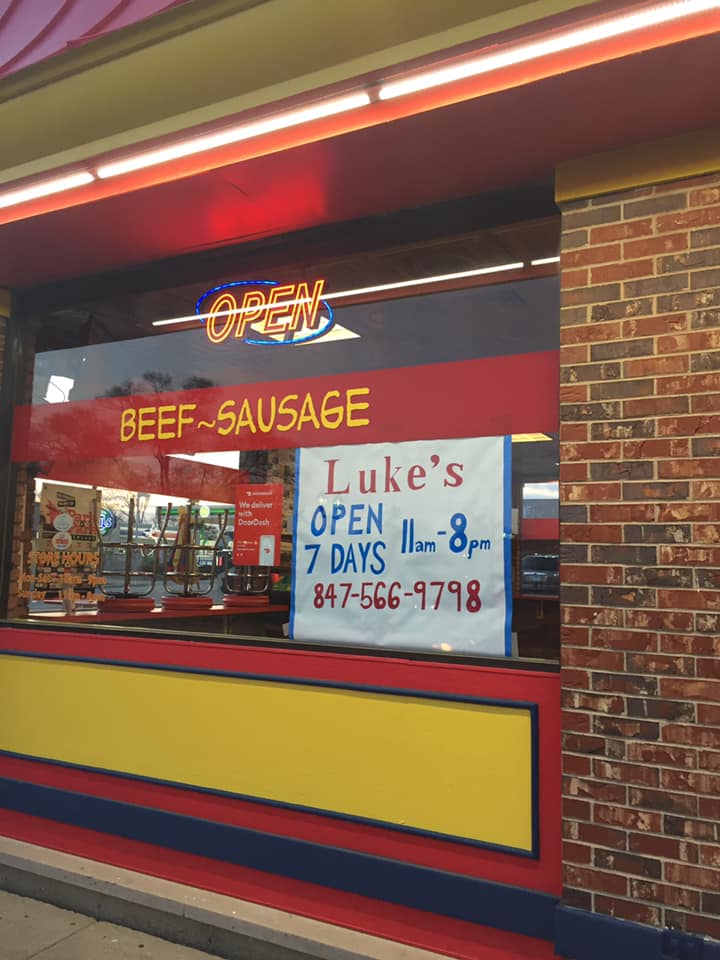 OPEN
BEEF~SAUSAGE
Luke's
OPEN
7 DAYS
11am-8pm
847-566-9798
We deliver
with
DoorDash
STORE HOURS